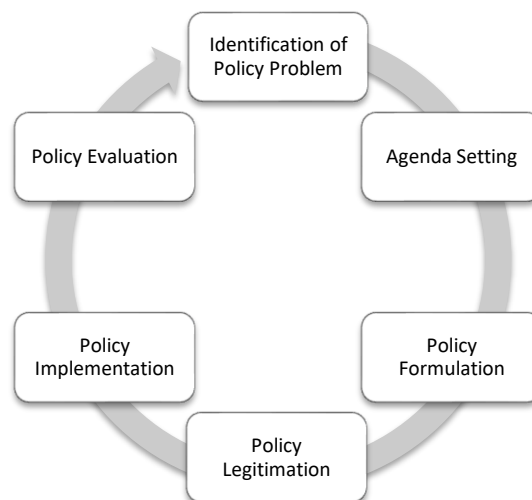 Identification of
Policy Problem
Agenda Setting
Policy
Formulation
Policy
Legitimation
Policy
Implementation
Policy Evaluation